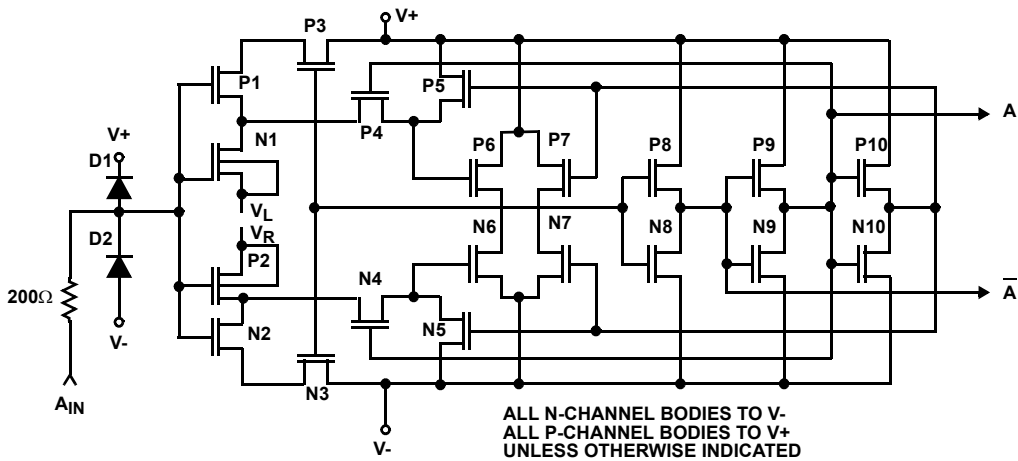 P3
V+
P1
P5
P4
A
N1
P6
P7
P8
P9
P10
V+
D1
VL
VR
N6
N7
N8
N9
N10
D2
P2
N4
A̅
200Ω
N2
N5
V-
AIN
N3
V-
ALL N-CHANNEL BODIES TO V-
ALL P-CHANNEL BODIES TO V+
UNLESS OTHERWISE INDICATED